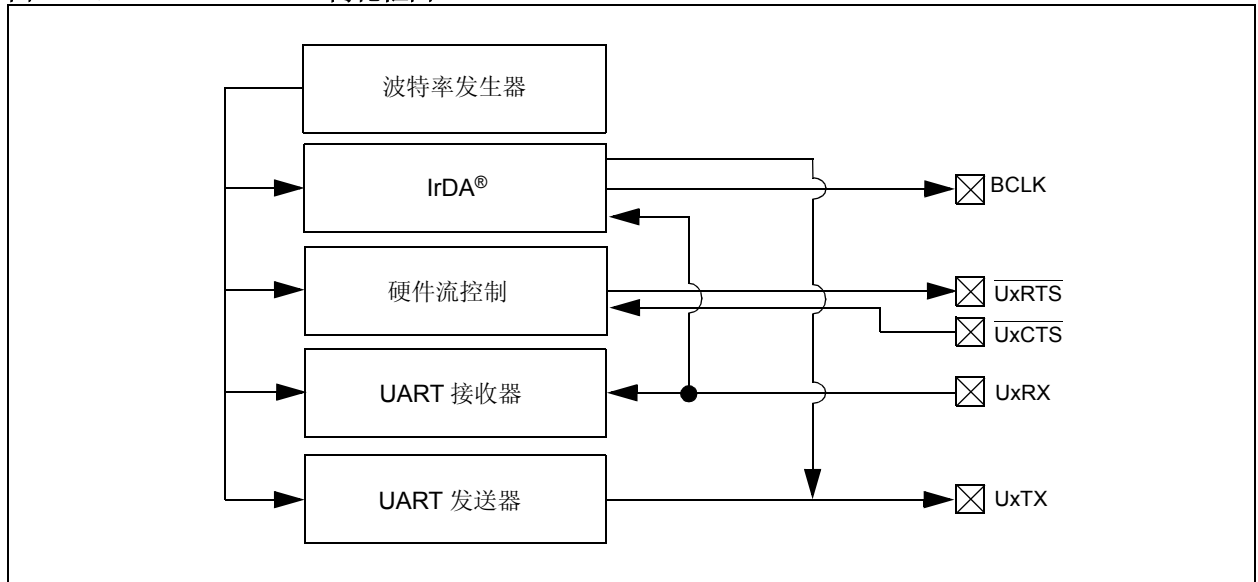 波特率发生器
IrDA®
BCLK
硬件流控制
UxRTS
UxCTS
UART 接收器
UxRX
UART 发送器
UxTX